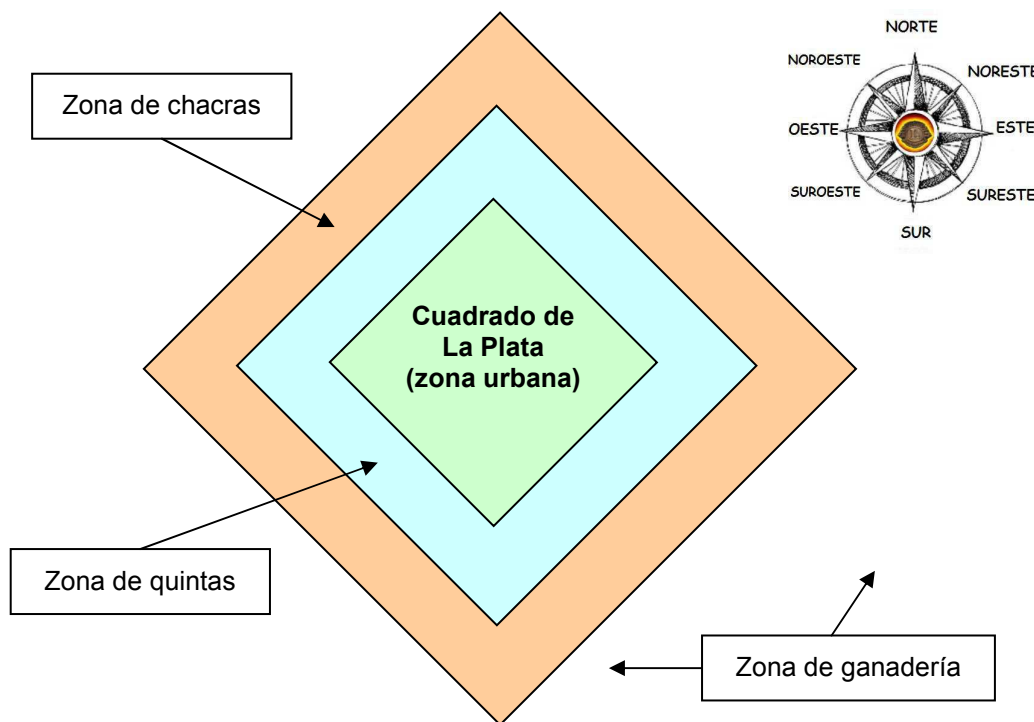 NORTE
NOROESTE
NORESTE
Zona de chacras
OESTE
ESTE
SUROESTE
SURESTE
SUR
Cuadrado de
La Plata
(zona urbana)
Zona de quintas
Zona de ganadería